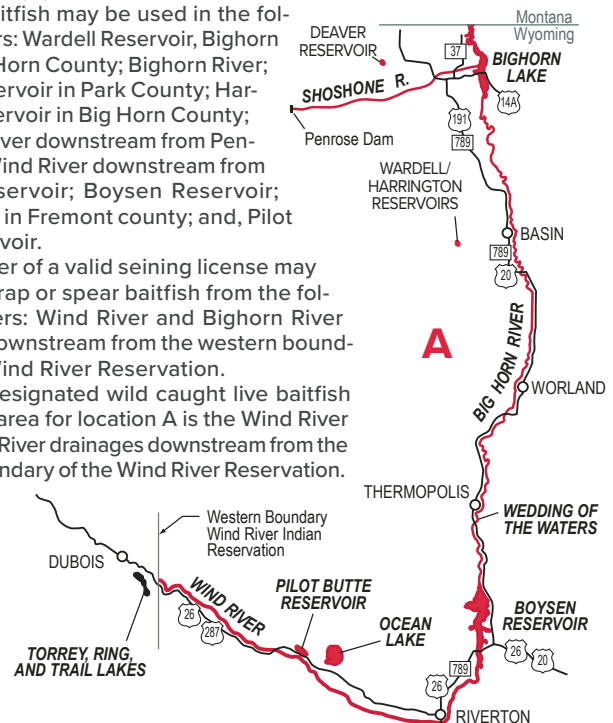 itfish may be used in the fol-
rs: Wardell Reservoir, Bighorn
Horn County; Bighorn River;
ervoir in Park County; Har-
servoir in Big Horn County;
iver downstream from Pen-
Wind River downstream from
servoir; Boysen Reservoir;
in Fremont county; and, Pilot
voir.
er of a valid seining license may
rap or spear baitfish from the fol-
ers: Wind River and Bighorn River
ownstream from the western bound-
Wind River Reservation.
esignated wild caught live baitfish
area for location A is the Wind River
River drainages downstream from the
ndary of the Wind River Reservation.
Montana
Wyoming
DEAVER
RESERVOIR
37
BIGHORN
LAKE
SHOSHONE R.
14A
Penrose Dam
191
789
WARDELL/
HARRINGTON
RESERVOIRS
BASIN
789
20
A
BIG HORN RIVER
WORLAND
THERMOPOLIS
WEDDING OF
THE WATERS
Western Boundary
Wind River Indian
Reservation
DUBOIS
WIND RIVER
PILOT BUTTE
RESERVOIR
26
287
OCEAN
LAKE
BOYSEN
RESERVOIR
TORREY, RING,
AND TRAIL LAKES
26
20
789
26
RIVERTON